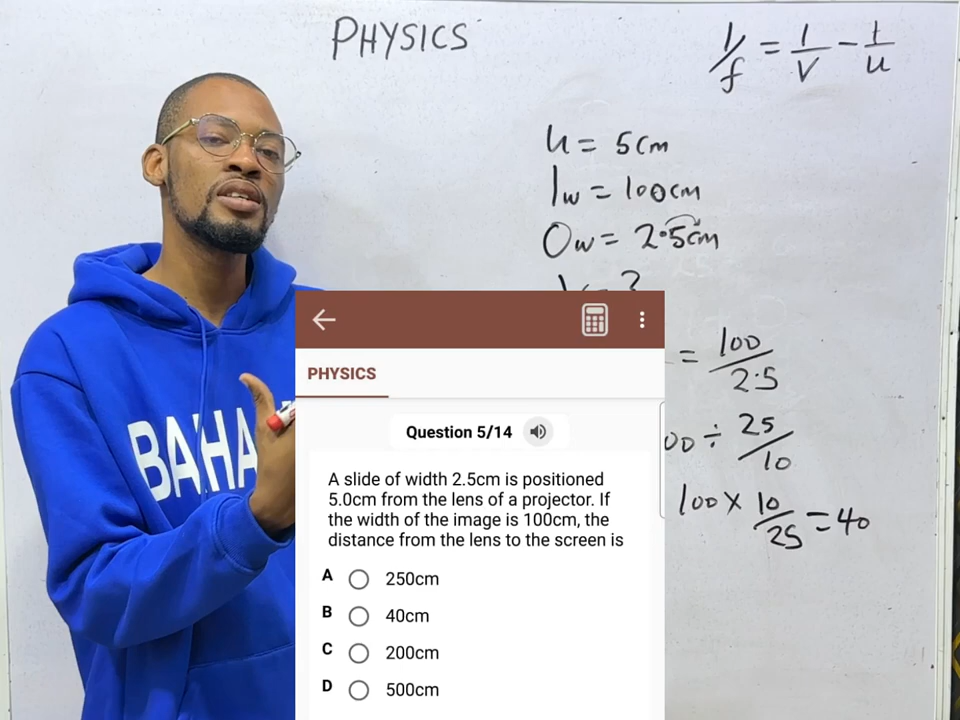 PHYSICS
1/f = 1/v - 1/u
u = 5cm
Iw = 100cm
Ow = 2.5cm
= 100/2.5
÷ 25/10
100 x 10/25 = 40
BAHA
PHYSICS
Question 5/14
A slide of width 2.5cm is positioned
5.0cm from the lens of a projector. If
the width of the image is 100cm, the
distance from the lens to the screen is
A 250cm
B 40cm
C 200cm
D 500cm